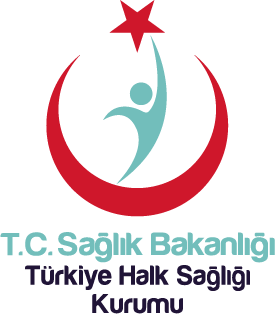 T.C. Sağlık Bakanlığı
Türkiye Halk Sağlığı
Kurumu